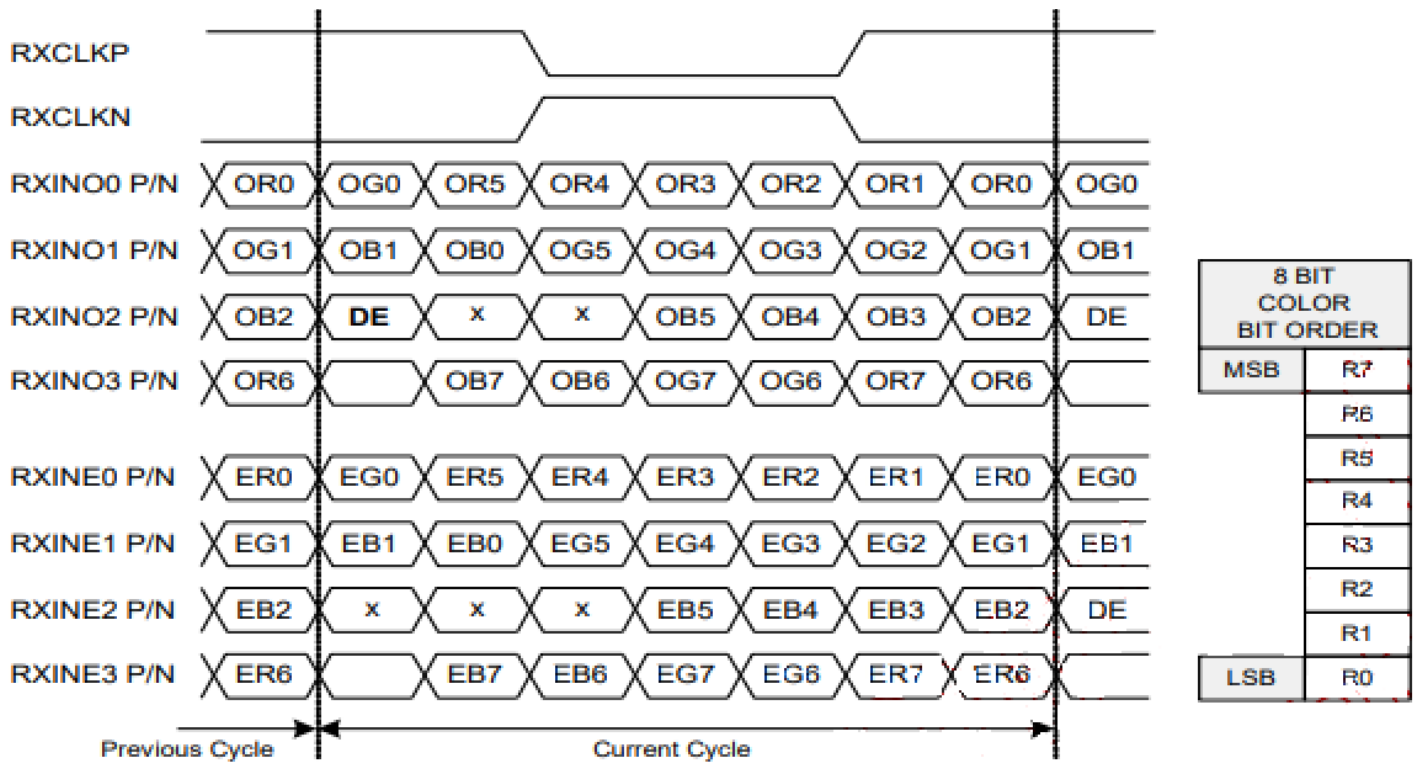 RXCLKP
RXCLKN
RXINO0 P/N OR0 OG0 OR5 OR4 OR3 OR2 OR1 OR0 OG0
RXINO1 P/N OG1 OB1 OB0 OG5 OG4 OG3 OG2 OG1 OB1
RXINO2 P/N OB2 DE x x OB5 OB4 OB3 OB2 DE
RXINO3 P/N OR6 OB7 OB6 OG7 OG6 OR7 OR6
RXINE0 P/N ER0 EG0 ER5 ER4 ER3 ER2 ER1 ER0 EG0
RXINE1 P/N EG1 EB1 EB0 EG5 EG4 EG3 EG2 EG1 EB1
RXINE2 P/N EB2 x x x EB5 EB4 EB3 EB2 DE
RXINE3 P/N ER6 EB7 EB6 EG7 EG6 ER7 ER6
Previous Cycle Current Cycle
8 BIT
COLOR
BIT ORDER
MSB R7
R6
R5
R4
R3
R2
R1
LSB R0